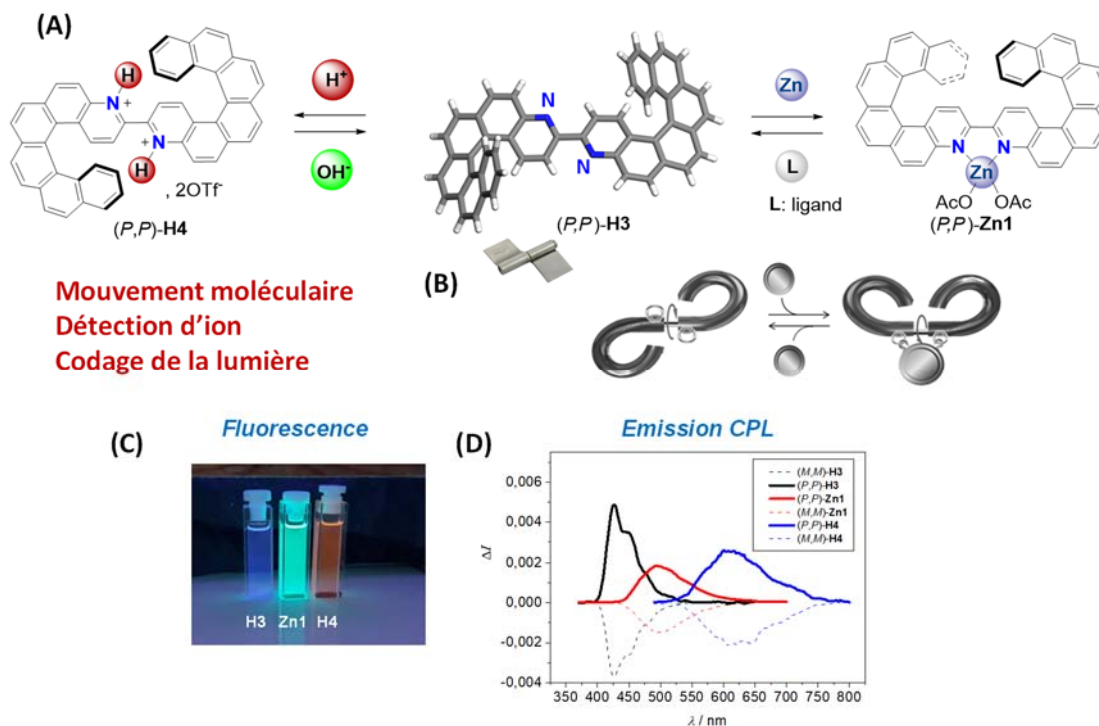 (A)
H
N
+
N
+
H
, 2OTf⁻
(P,P)-H4
H⁺
OH⁻
N
N
(P,P)-H3
Zn
L
L: ligand
N
N
Zn
AcO
OAc
(P,P)-Zn1
Mouvement moléculaire
Détection d'ion
Codage de la lumière
(B)
(C)
Fluorescence
H3 Zn1 H4
(D)
Emission CPL
(M,M)-H3
(P,P)-H3
(P,P)-Zn1
(M,M)-Zn1
(P,P)-H4
(M,M)-H4
ΔI
0,006
0,004
0,002
0,000
-0,002
-0,004
350 400 450 500 550 600 650 700 750 800
λ / nm